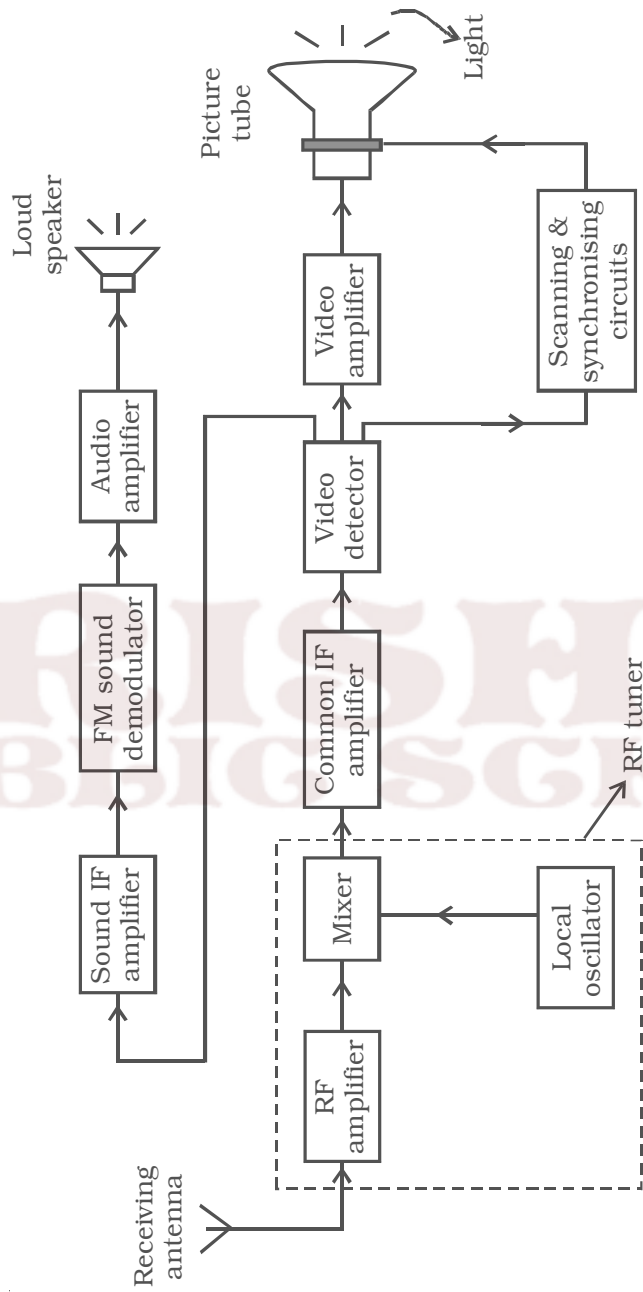 Receiving
antenna
RF
amplifier
Mixer
Local
oscillator
RF tuner
Common IF
amplifier
Video
detector
Video
amplifier
Picture
tube
Light
Scanning &
synchronising
circuits
Sound IF
amplifier
FM sound
demodulator
Audio
amplifier
Loud
speaker